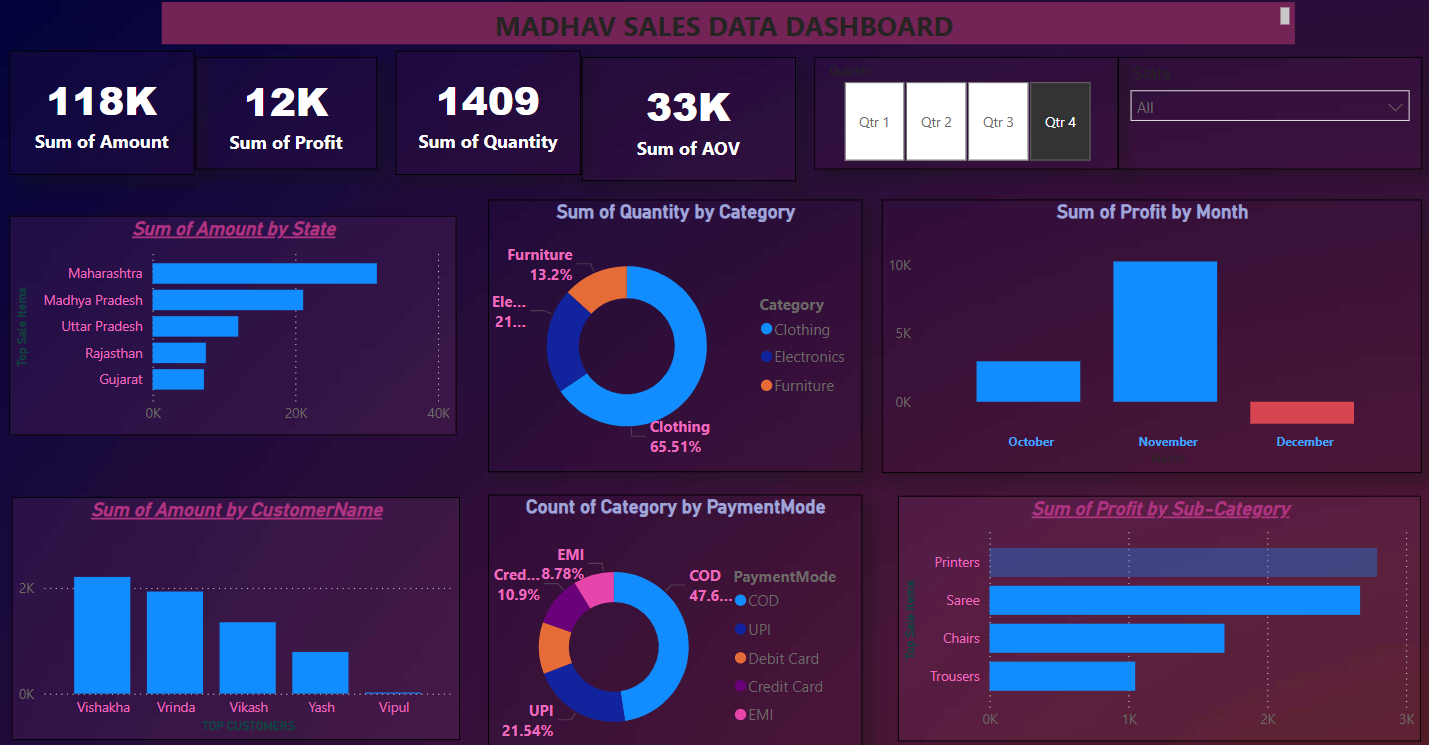 MADHAV SALES DATA DASHBOARD
118K
Sum of Amount
12K
Sum of Profit
1409
Sum of Quantity
33K
Sum of AOV
Quarter
Qtr 1
Qtr 2
Qtr 3
Qtr 4
State
All
Sum of Amount by State
Top Sale Items
Maharashtra
Madhya Pradesh
Uttar Pradesh
Rajasthan
Gujarat
0K
20K
40K
Sum of Quantity by Category
Furniture
13.2%
Ele...
21...
Clothing
65.51%
Category
Clothing
Electronics
Furniture
Sum of Profit by Month
10K
5K
0K
October
November
December
Month
Sum of Amount by CustomerName
2K
0K
Vishakha
Vrinda
Vikash
Yash
Vipul
TOP CUSTOMERS
Count of Category by PaymentMode
EMI
8.78%
Cred...
10.9%
COD
47.6...
UPI
21.54%
PaymentMode
COD
UPI
Debit Card
Credit Card
EMI
Sum of Profit by Sub-Category
Top Sale Items
Printers
Saree
Chairs
Trousers
0K
1K
2K
3K